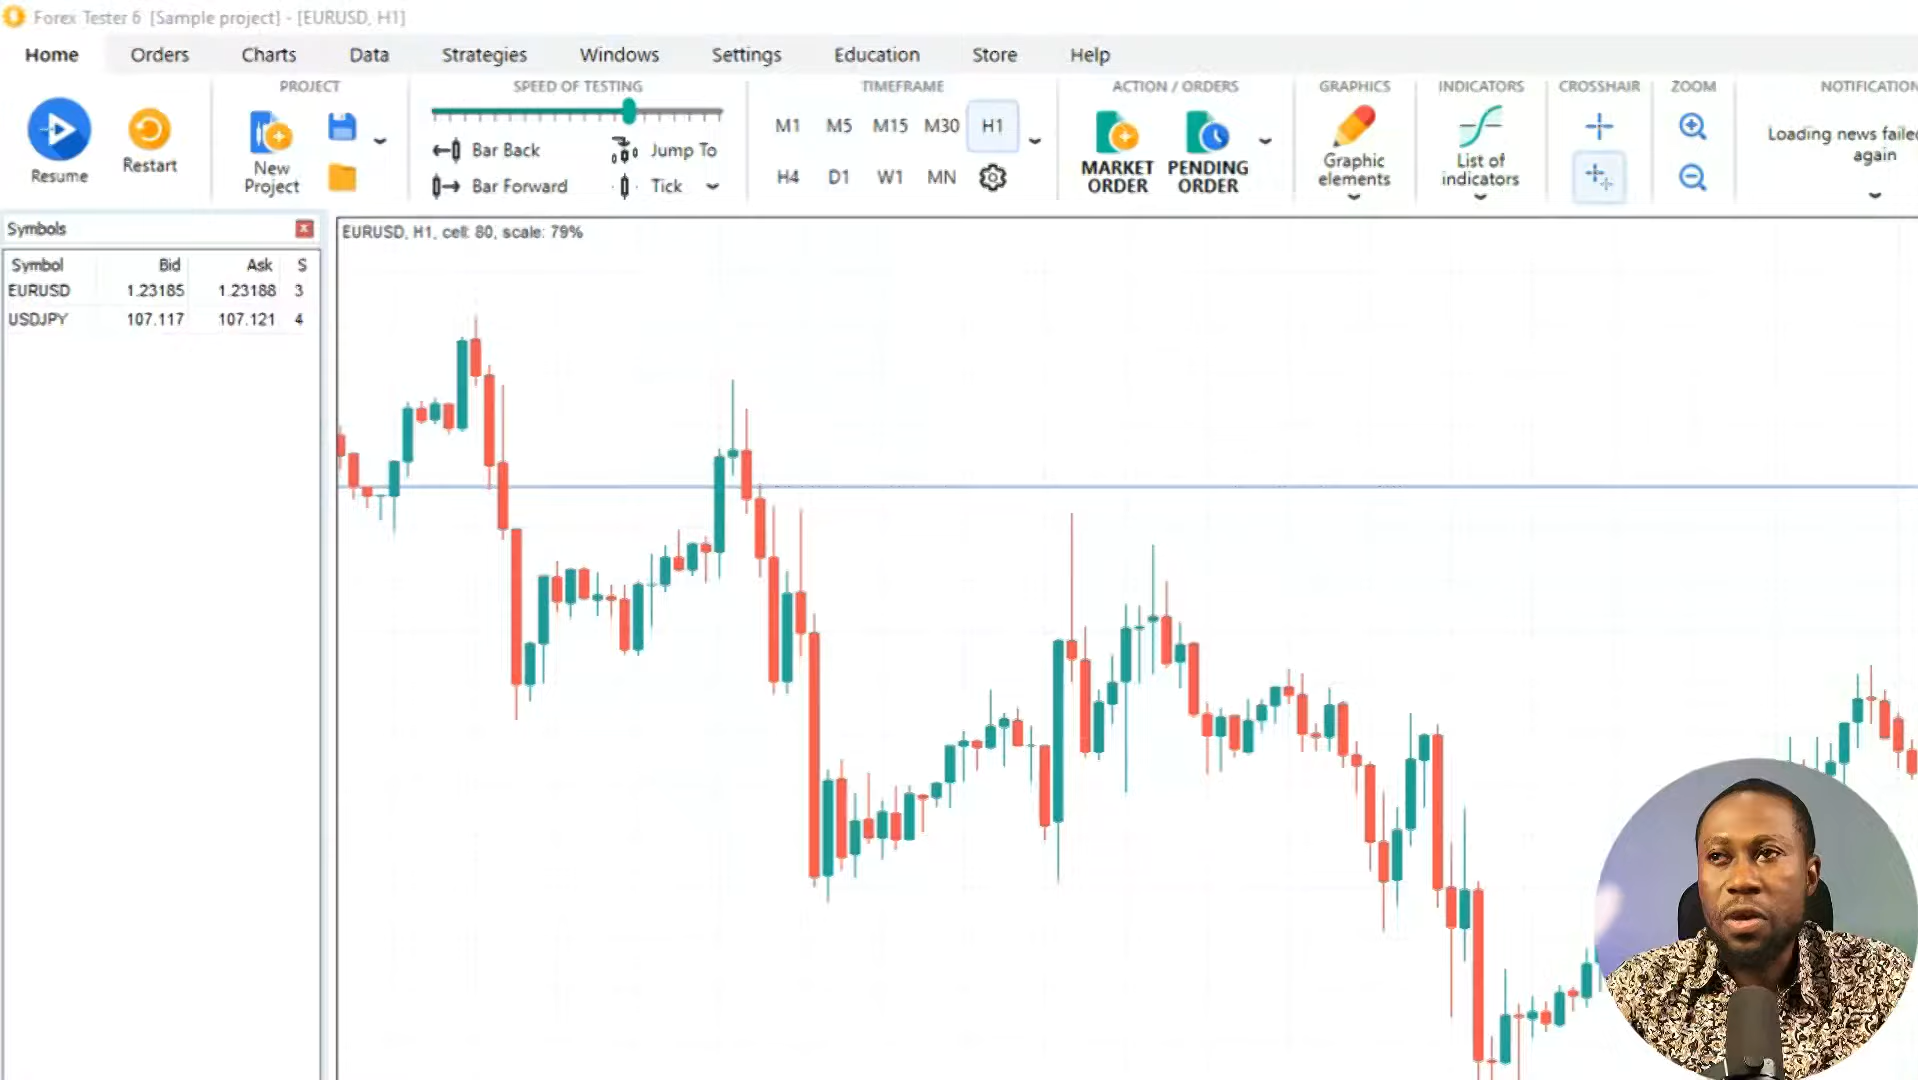 Forex Tester 6 [Sample project] - [EURUSD, H1]
Home Orders Charts Data Strategies Windows Settings Education Store Help
PROJECT SPEED OF TESTING TIMEFRAME ACTION / ORDERS GRAPHICS INDICATORS CROSSHAIR ZOOM NOTIFICATION
Resume
Restart
New
Project
Bar Back Jump To
Bar Forward Tick
M1 M5 M15 M30 H1
H4 D1 W1 MN
MARKET
ORDER
PENDING
ORDER
Graphic
elements
List of
indicators
Loading news failed
again
Symbols
EURUSD, H1, cell: 80, scale: 79%
Symbol Bid Ask S
EURUSD 1.23185 1.23188 3
USDJPY 107.117 107.121 4